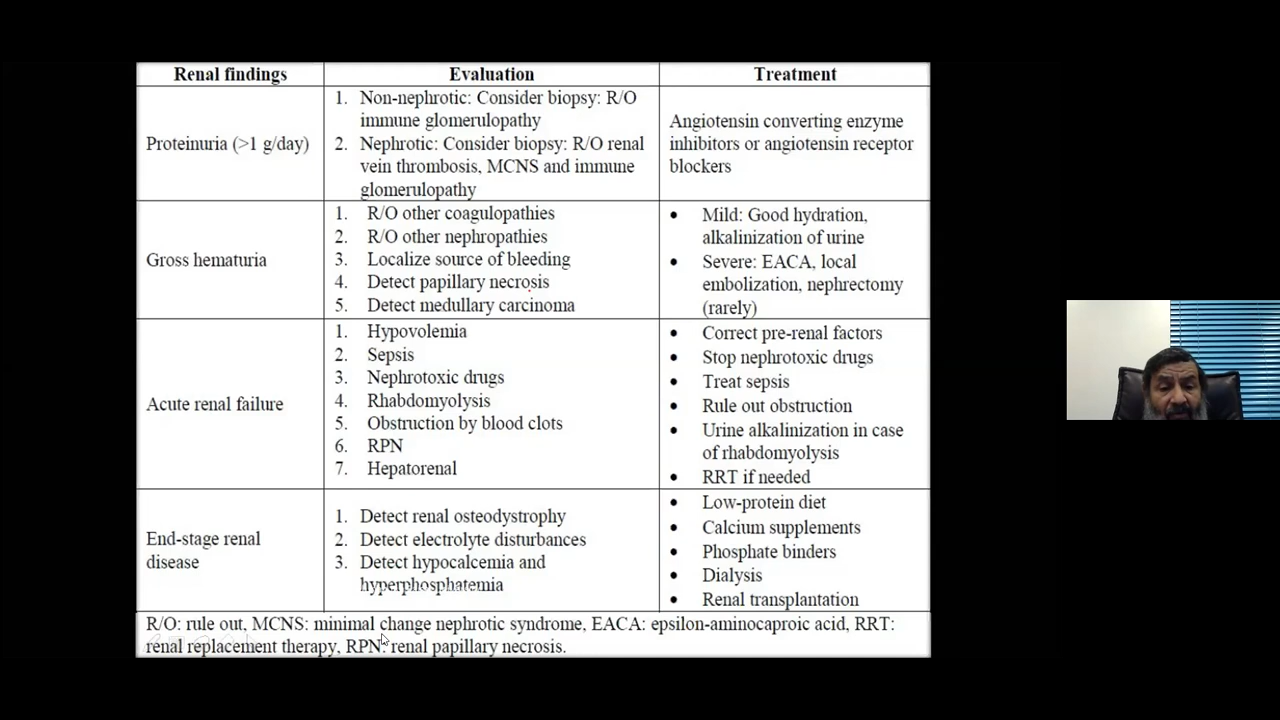 Renal findings
Evaluation
Treatment
Proteinuria (>1 g/day)
1. Non-nephrotic: Consider biopsy: R/O
immune glomerulopathy
2. Nephrotic: Consider biopsy: R/O renal
vein thrombosis, MCNS and immune
glomerulopathy
Angiotensin converting enzyme
inhibitors or angiotensin receptor
blockers
Gross hematuria
1. R/O other coagulopathies
2. R/O other nephropathies
3. Localize source of bleeding
4. Detect papillary necrosis
5. Detect medullary carcinoma
• Mild: Good hydration,
alkalinization of urine
• Severe: EACA, local
embolization, nephrectomy
(rarely)
Acute renal failure
1. Hypovolemia
2. Sepsis
3. Nephrotoxic drugs
4. Rhabdomyolysis
5. Obstruction by blood clots
6. RPN
7. Hepatorenal
• Correct pre-renal factors
• Stop nephrotoxic drugs
• Treat sepsis
• Rule out obstruction
• Urine alkalinization in case
of rhabdomyolysis
• RRT if needed
End-stage renal
disease
1. Detect renal osteodystrophy
2. Detect electrolyte disturbances
3. Detect hypocalcemia and
hyperphosphatemia
• Low-protein diet
• Calcium supplements
• Phosphate binders
• Dialysis
• Renal transplantation
R/O: rule out, MCNS: minimal change nephrotic syndrome, EACA: epsilon-aminocaproic acid, RRT:
renal replacement therapy, RPN: renal papillary necrosis.